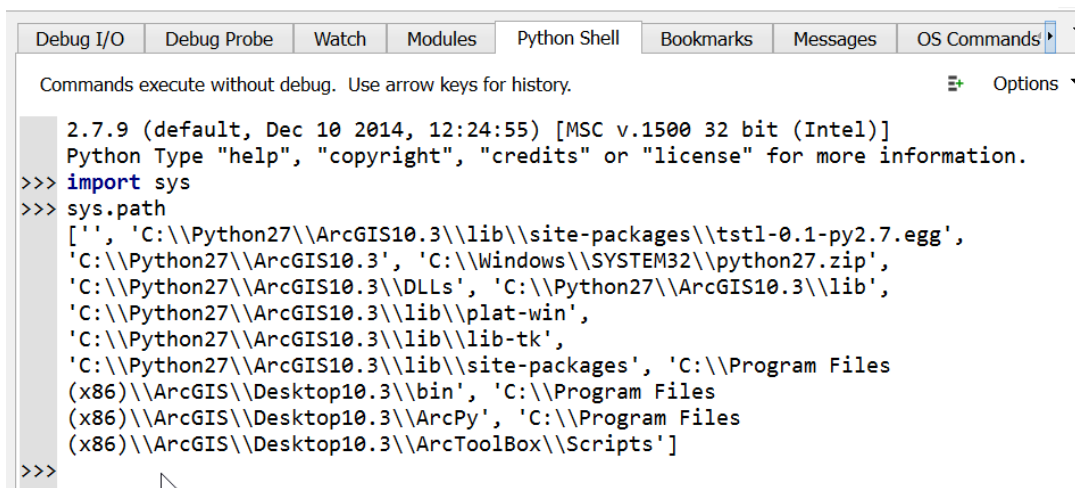 Debug I/O Debug Probe Watch Modules Python Shell Bookmarks Messages OS Commands
Commands execute without debug. Use arrow keys for history. Options
2.7.9 (default, Dec 10 2014, 12:24:55) [MSC v.1500 32 bit (Intel)]
Python Type "help", "copyright", "credits" or "license" for more information.
>>> import sys
>>> sys.path
['', 'C:\\Python27\\ArcGIS10.3\\lib\\site-packages\\tstl-0.1-py2.7.egg',
'C:\\Python27\\ArcGIS10.3', 'C:\\Windows\\SYSTEM32\\python27.zip',
'C:\\Python27\\ArcGIS10.3\\DLLs', 'C:\\Python27\\ArcGIS10.3\\lib',
'C:\\Python27\\ArcGIS10.3\\lib\\plat-win',
'C:\\Python27\\ArcGIS10.3\\lib\\lib-tk',
'C:\\Python27\\ArcGIS10.3\\lib\\site-packages', 'C:\\Program Files
(x86)\\ArcGIS\\Desktop10.3\\bin', 'C:\\Program Files
(x86)\\ArcGIS\\Desktop10.3\\ArcPy', 'C:\\Program Files
(x86)\\ArcGIS\\Desktop10.3\\ArcToolBox\\Scripts']
>>>